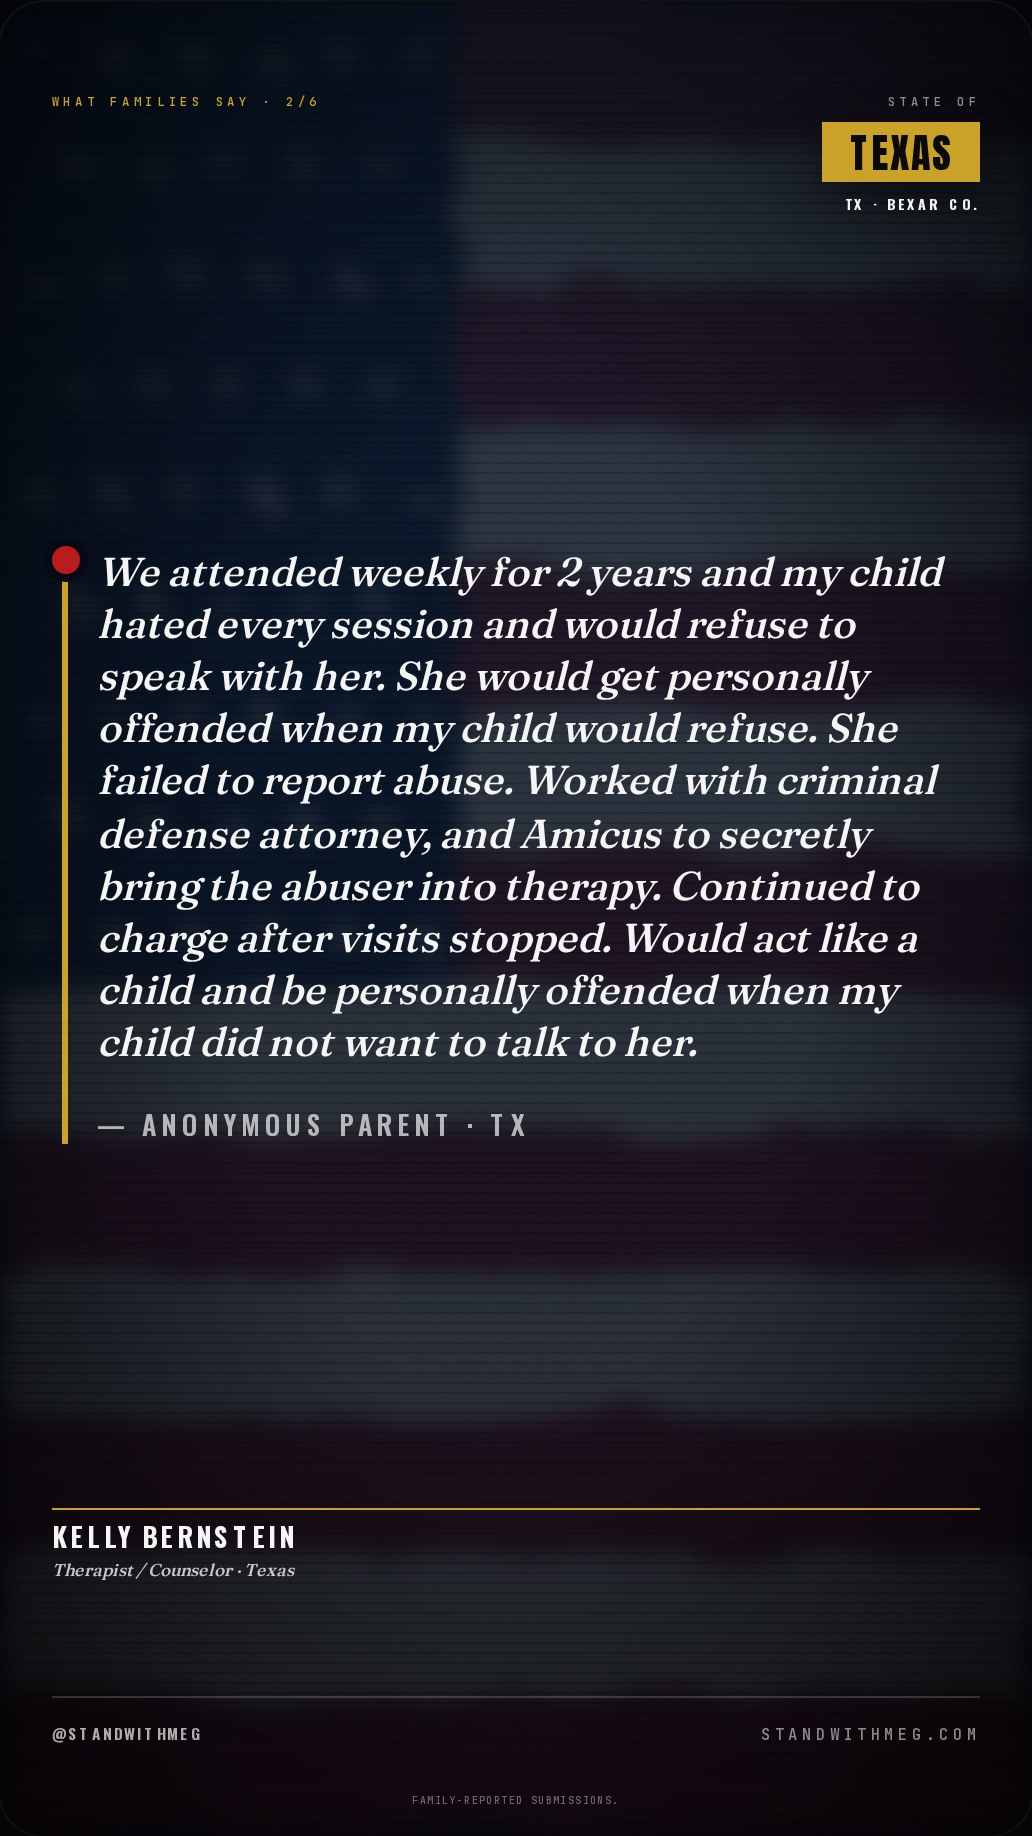 WHAT FAMILIES SAY · 2/6
STATE OF
TEXAS
TX · BEXAR CO.
We attended weekly for 2 years and my child
hated every session and would refuse to
speak with her. She would get personally
offended when my child would refuse. She
failed to report abuse. Worked with criminal
defense attorney, and Amicus to secretly
bring the abuser into therapy. Continued to
charge after visits stopped. Would act like a
child and be personally offended when my
child did not want to talk to her.
— ANONYMOUS PARENT · TX
KELLY BERNSTEIN
Therapist / Counselor · Texas
@STANDWITHMEG
STANDWITHMEG.COM
FAMILY-REPORTED SUBMISSIONS.